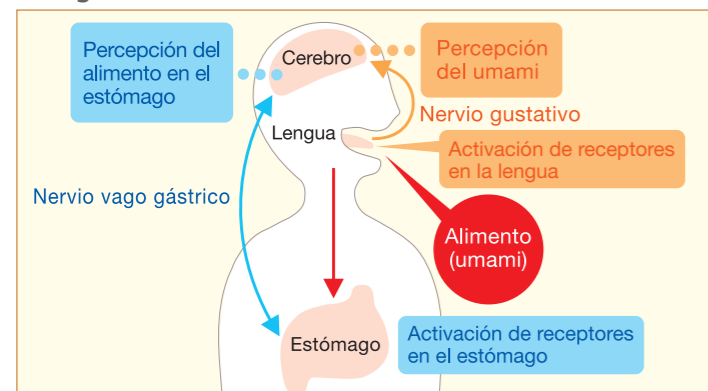 Percepción del
alimento en el
estómago
Cerebro
Percepción
del umami
Nervio gustativo
Lengua
Activación de receptores
en la lengua
Nervio vago gástrico
Alimento
(umami)
Estómago
Activación de receptores
en el estómago